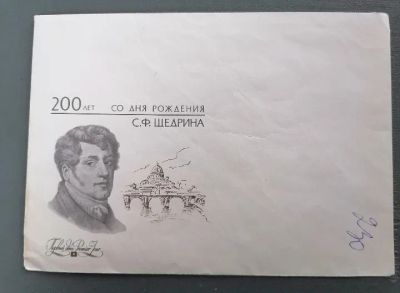 200 ЛЕТ СО ДНЯ РОЖДЕНИЯ
С.Ф. ЩЕДРИНА